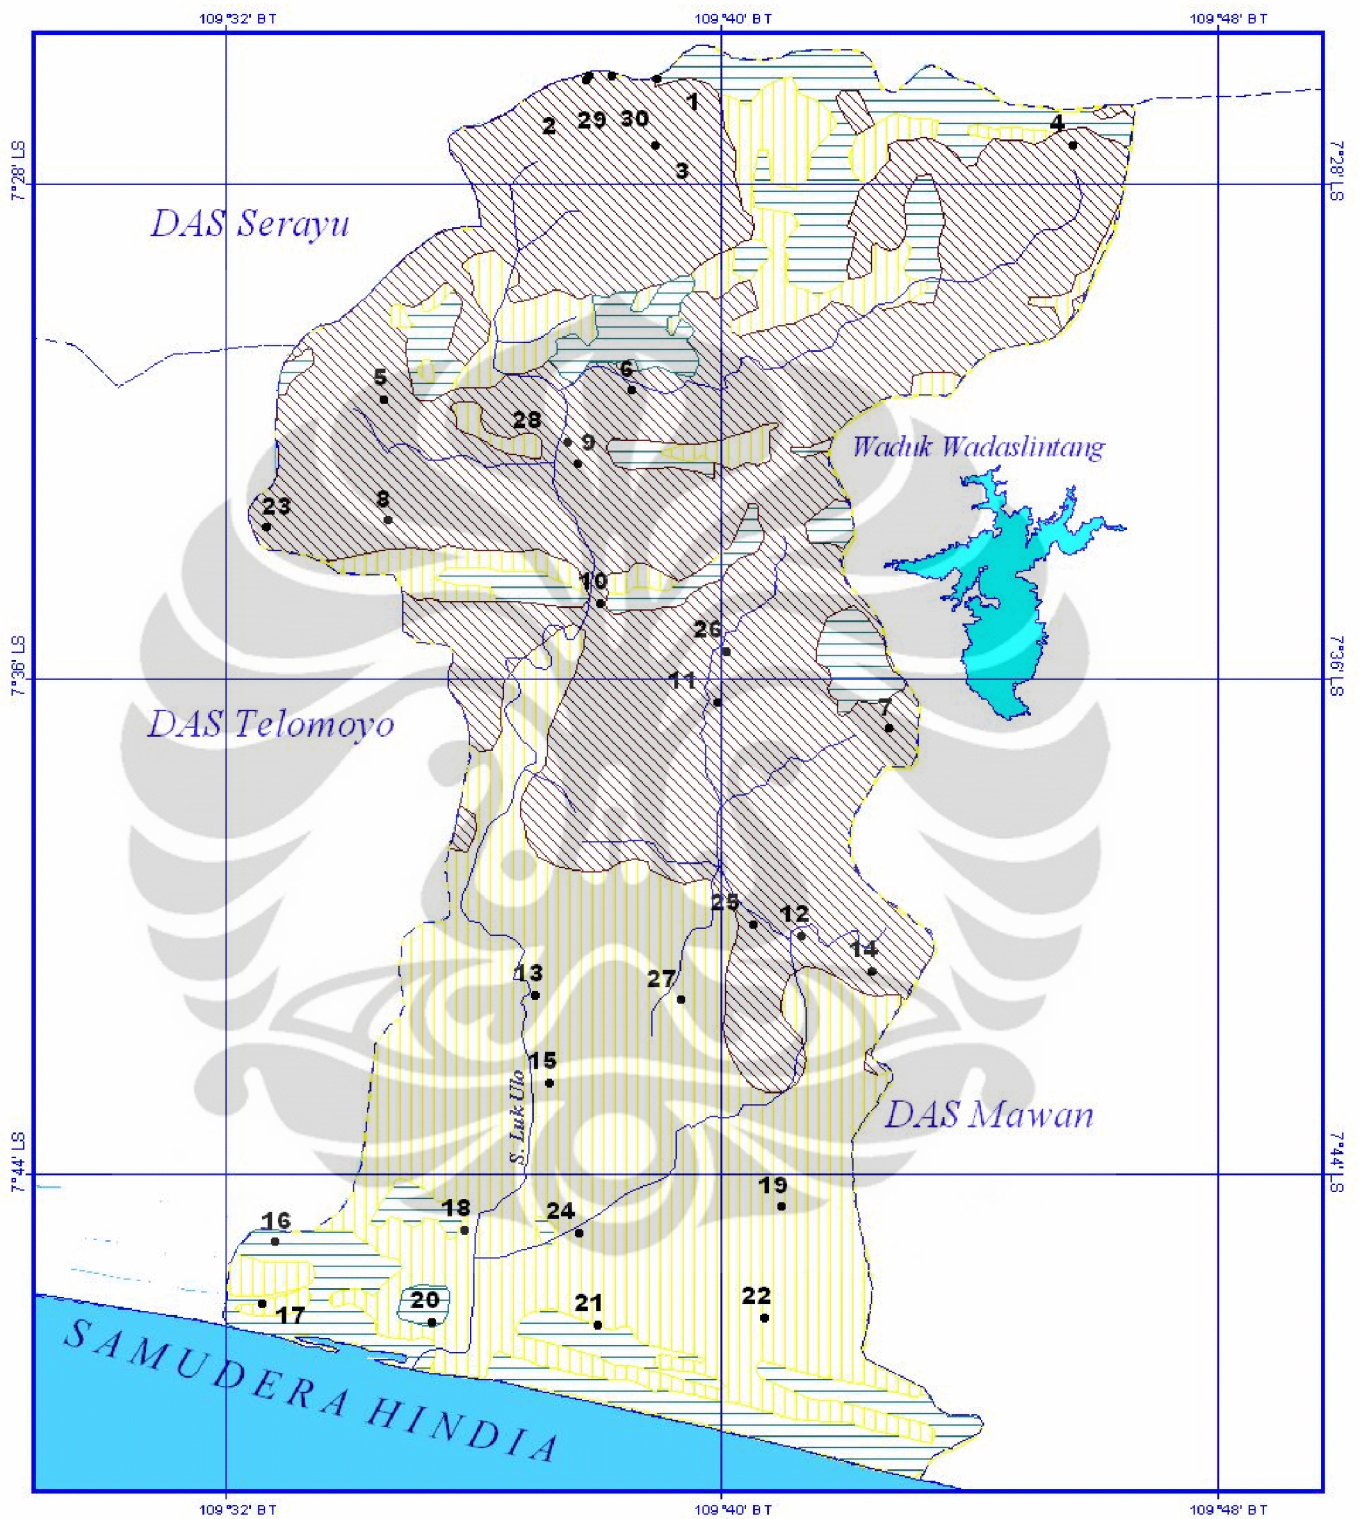 109°32' BT
109°40' BT
109°48' BT
1
2
29
30
4
3
7°28' LS
7°28' LS
DAS Serayu
6
5
28
9
Waduk Wadaslintang
8
23
10
26
11
7°36' LS
7°36' LS
7
DAS Telomoyo
25
12
14
13
27
15
S. Luk Ulo
DAS Mawan
7°44' LS
7°44' LS
19
18
24
16
20
21
22
17
SAMUDERA HINDIA
109°32' BT
109°40' BT
109°48' BT